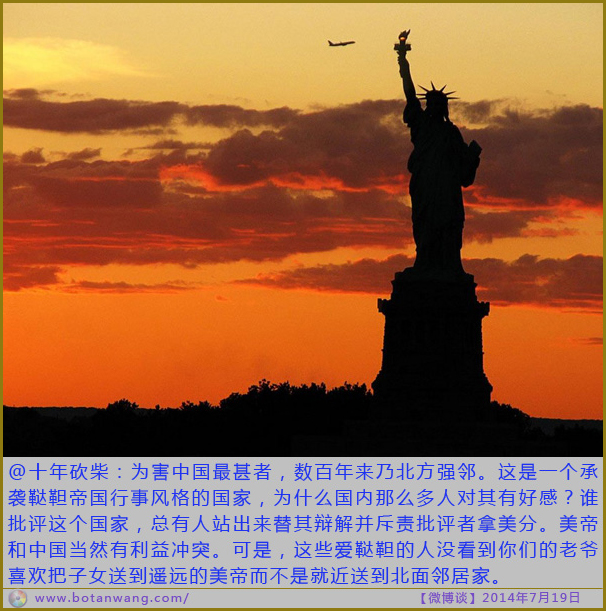 @十年砍柴：为害中国最甚者，数百年来乃北方强邻。这是一个承
袭鞑靼帝国行事风格的国家，为什么国内那么多人对其有好感？谁
批评这个国家，总有人站出来替其辩解并斥责批评者拿美分。美帝
和中国当然有利益冲突。可是，这些爱鞑靼的人没看到你们的老爷
喜欢把子女送到遥远的美帝而不是就近送到北面邻居家。
www.botanwang.com/
【微博谈】2014年7月19日